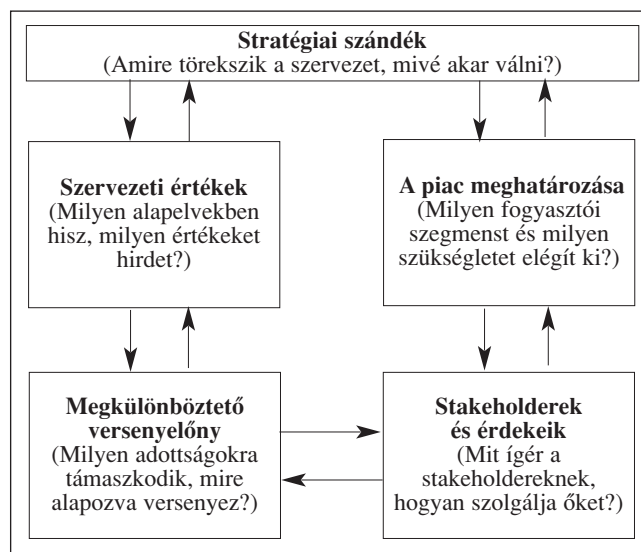 Stratégiai szándék
(Amire törekszik a szervezet, mivé akar válni?)
Szervezeti értékek
(Milyen alapelvekben
hisz, milyen értékeket
hirdet?)
A piac meghatározása
(Milyen fogyasztói
szegmenst és milyen
szükségletet elégít ki?)
Megkülönböztető
versenyelőny
(Milyen adottságokra
támaszkodik, mire
alapozva versenyez?)
Stakeholderek
és érdekeik
(Mit ígér a
stakeholdereknek,
hogyan szolgálja őket?)